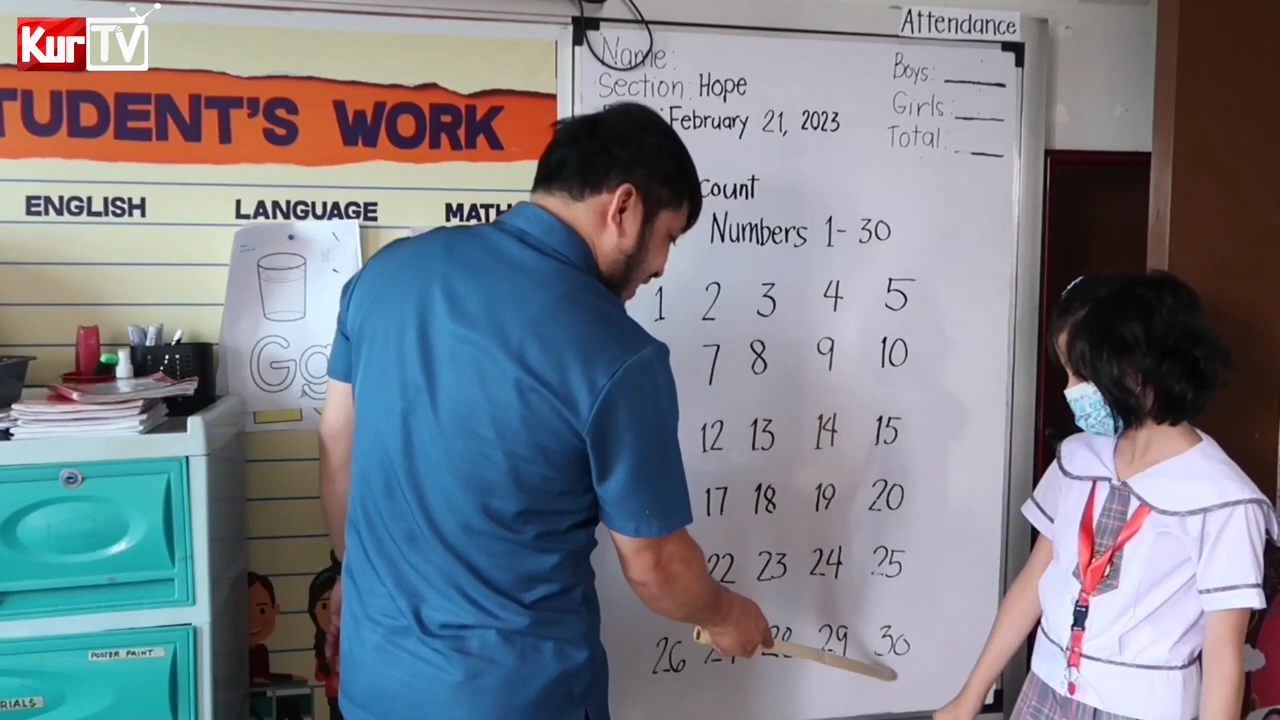 KurTV
TUDENT'S WORK
ENGLISH LANGUAGE MATH
Gg
POSTER PAINT
RIALS
Attendance
Name:
Section: Hope
February 21, 2023
Boys:
Girls:
Total:
count
Numbers 1-30
1 2 3 4 5
7 8 9 10
12 13 14 15
17 18 19 20
22 23 24 25
26 28 29 30